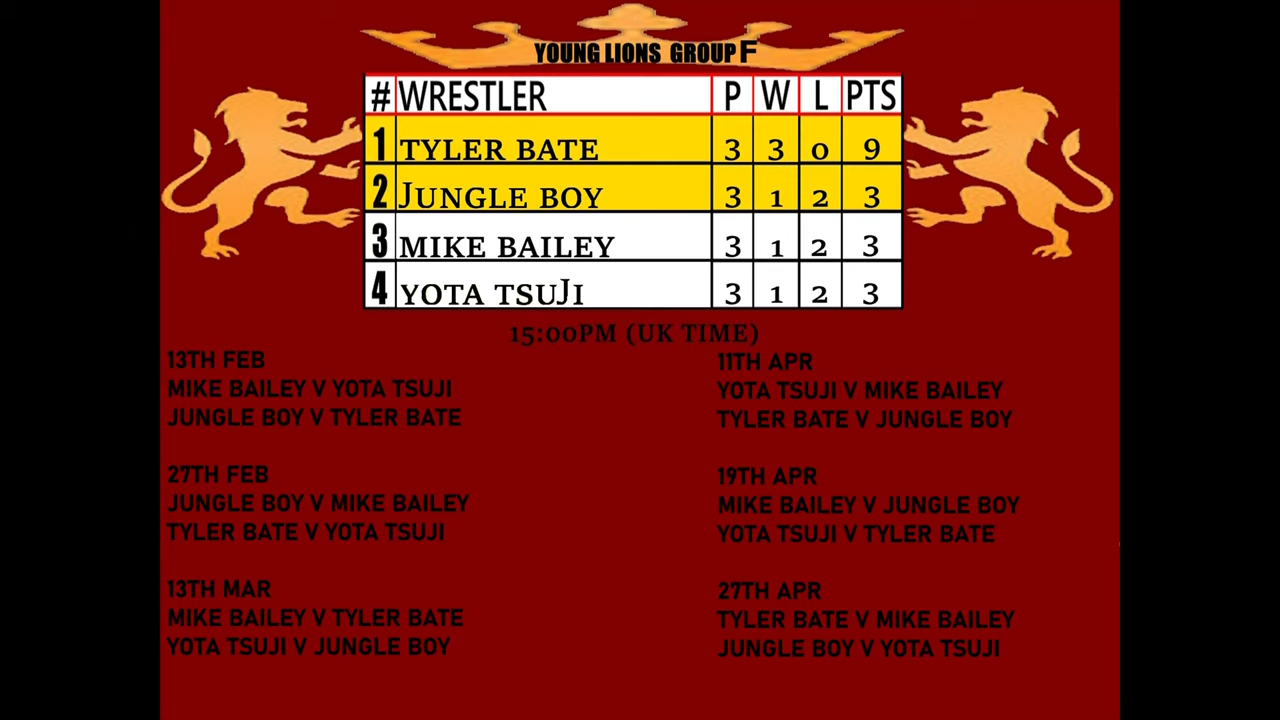 YOUNG LIONS GROUP F
# WRESTLER P W L PTS
1 TYLER BATE 3 3 0 9
2 JUNGLE BOY 3 1 2 3
3 MIKE BAILEY 3 1 2 3
4 YOTA TSUJI 3 1 2 3
15:00PM (UK TIME)
13TH FEB
MIKE BAILEY V YOTA TSUJI
JUNGLE BOY V TYLER BATE
27TH FEB
JUNGLE BOY V MIKE BAILEY
TYLER BATE V YOTA TSUJI
13TH MAR
MIKE BAILEY V TYLER BATE
YOTA TSUJI V JUNGLE BOY
11TH APR
YOTA TSUJI V MIKE BAILEY
TYLER BATE V JUNGLE BOY
19TH APR
MIKE BAILEY V JUNGLE BOY
YOTA TSUJI V TYLER BATE
27TH APR
TYLER BATE V MIKE BAILEY
JUNGLE BOY V YOTA TSUJI